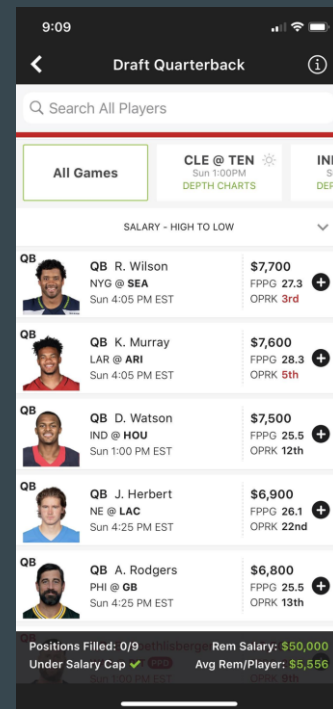 9:09
Draft Quarterback
Search All Players
All Games
CLE @ TEN
Sun 1:00PM
DEPTH CHARTS
SALARY - HIGH TO LOW
QB
QB R. Wilson
NYG @ SEA
Sun 4:05 PM EST
$7,700
FPPG 27.3
OPRK 3rd
QB
QB K. Murray
LAR @ ARI
Sun 4:05 PM EST
$7,600
FPPG 28.3
OPRK 5th
QB
QB D. Watson
IND @ HOU
Sun 1:00 PM EST
$7,500
FPPG 25.5
OPRK 12th
QB
QB J. Herbert
NE @ LAC
Sun 4:25 PM EST
$6,900
FPPG 26.1
OPRK 22nd
QB
QB A. Rodgers
PHI @ GB
Sun 4:25 PM EST
$6,800
FPPG 25.5
OPRK 13th
Positions Filled: 0/9
Rem Salary: $50,000
Under Salary Cap
Avg Rem/Player: $5,556